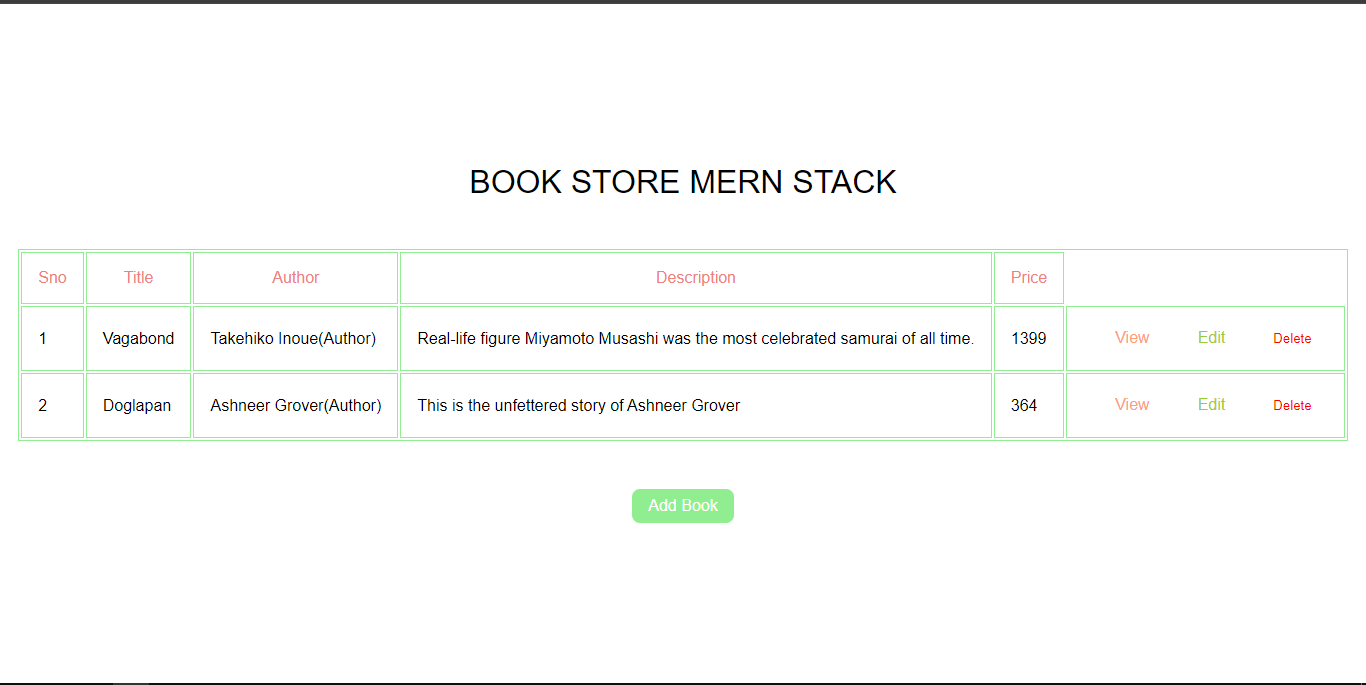 BOOK STORE MERN STACK
Sno Title Author Description Price
1 Vagabond Takehiko Inoue(Author) Real-life figure Miyamoto Musashi was the most celebrated samurai of all time. 1399 View Edit Delete
2 Doglapan Ashneer Grover(Author) This is the unfettered story of Ashneer Grover 364 View Edit Delete
Add Book